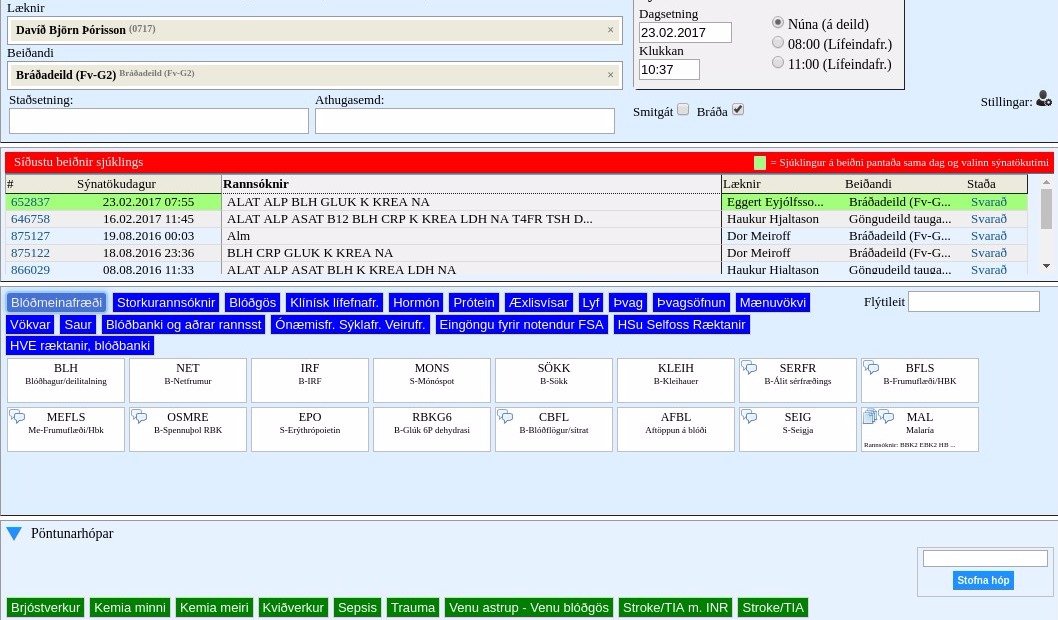 Læknir
Davíð Björn Þórisson (0717) ×
Beiðandi
Bráðadeild (Fv-G2) Bráðadeild (Fv-G2) ×
Staðsetning: Athugasemd:
Dagsetning
23.02.2017
Klukkan
10:37
Núna (á deild)
08:00 (Lífeindafr.)
11:00 (Lífeindafr.)
Smitgát Bráða
Stillingar:
Síðustu beiðnir sjúklings = Sjúklingur á beiðni pantaða sama dag og valinn sýnatökutími
# Sýnatökudagur Rannsóknir Læknir Beiðandi Staða
652837 23.02.2017 07:55 ALAT ALP BLH GLUK K KREA NA Eggert Eyjólfsso... Bráðadeild (Fv-G... Svarað
646758 16.02.2017 11:45 ALAT ALP ASAT B12 BLH CRP K KREA LDH NA T4FR TSH D... Haukur Hjaltason Göngudeild tauga... Svarað
875127 19.08.2016 00:03 Alm Dor Meiroff Bráðadeild (Fv-G... Svarað
875122 18.08.2016 23:36 BLH CRP GLUK K KREA NA Dor Meiroff Bráðadeild (Fv-G... Svarað
866029 08.08.2016 11:33 ALAT ALP ASAT BLH K KREA LDH NA Haukur Hjaltason Göngudeild tauga... Svarað
Blóðmeinafræði Storkurannsóknir Blóðgös Klínísk lífefnafr. Hormón Prótein Æxlisvísar Lyf Þvag Þvagsöfnun Mænuvökvi
Flýtileit
Vökvar Saur Blóðbanki og aðrar rannsst Ónæmisfr. Sýklafr. Veirufr. Eingöngu fyrir notendur FSA HSu Selfoss Ræktanir
HVE ræktanir, blóðbanki
BLH NET IRF MONS SÖKK KLEIH SERFR BFLS
Blóðhagur/deilitalning B-Netfrumur B-IRF S-Mónóspot B-Sökk B-Kleihauer B-Álit sérfræðings B-Frumuflæði/HBK
MEFLS OSMRE EPO RBKG6 CBFL AFBL SEIG MAL
Me-Frumuflæði/Hbk B-Spennuþol RBK S-Erýthrópoietin B-Glúk 6P dehydrasi B-Blóðflögur/sítrat Aftöppun á blóði S-Seigja Malaría
Rannsóknir: BBK2 EBK2 HB ...
Pöntunarhópar
Stofna hóp
Brjóstverkur Kemia minni Kemia meiri Kviðverkur Sepsis Trauma Venu astrup - Venu blóðgös Stroke/TIA m. INR Stroke/TIA